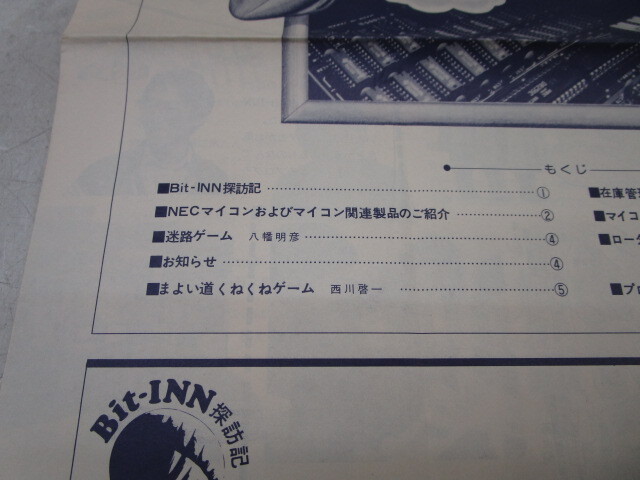 もくじ
■Bit-INN探訪記 ①
■NECマイコンおよびマイコン関連製品のご紹介 ②
■迷路ゲーム 八幡明彦 ④
■お知らせ ④
■まよい道くねくねゲーム 西川啓一 ⑤
■在庫管
■マイコ
■ロー
■プロ
Bit-INN探訪記